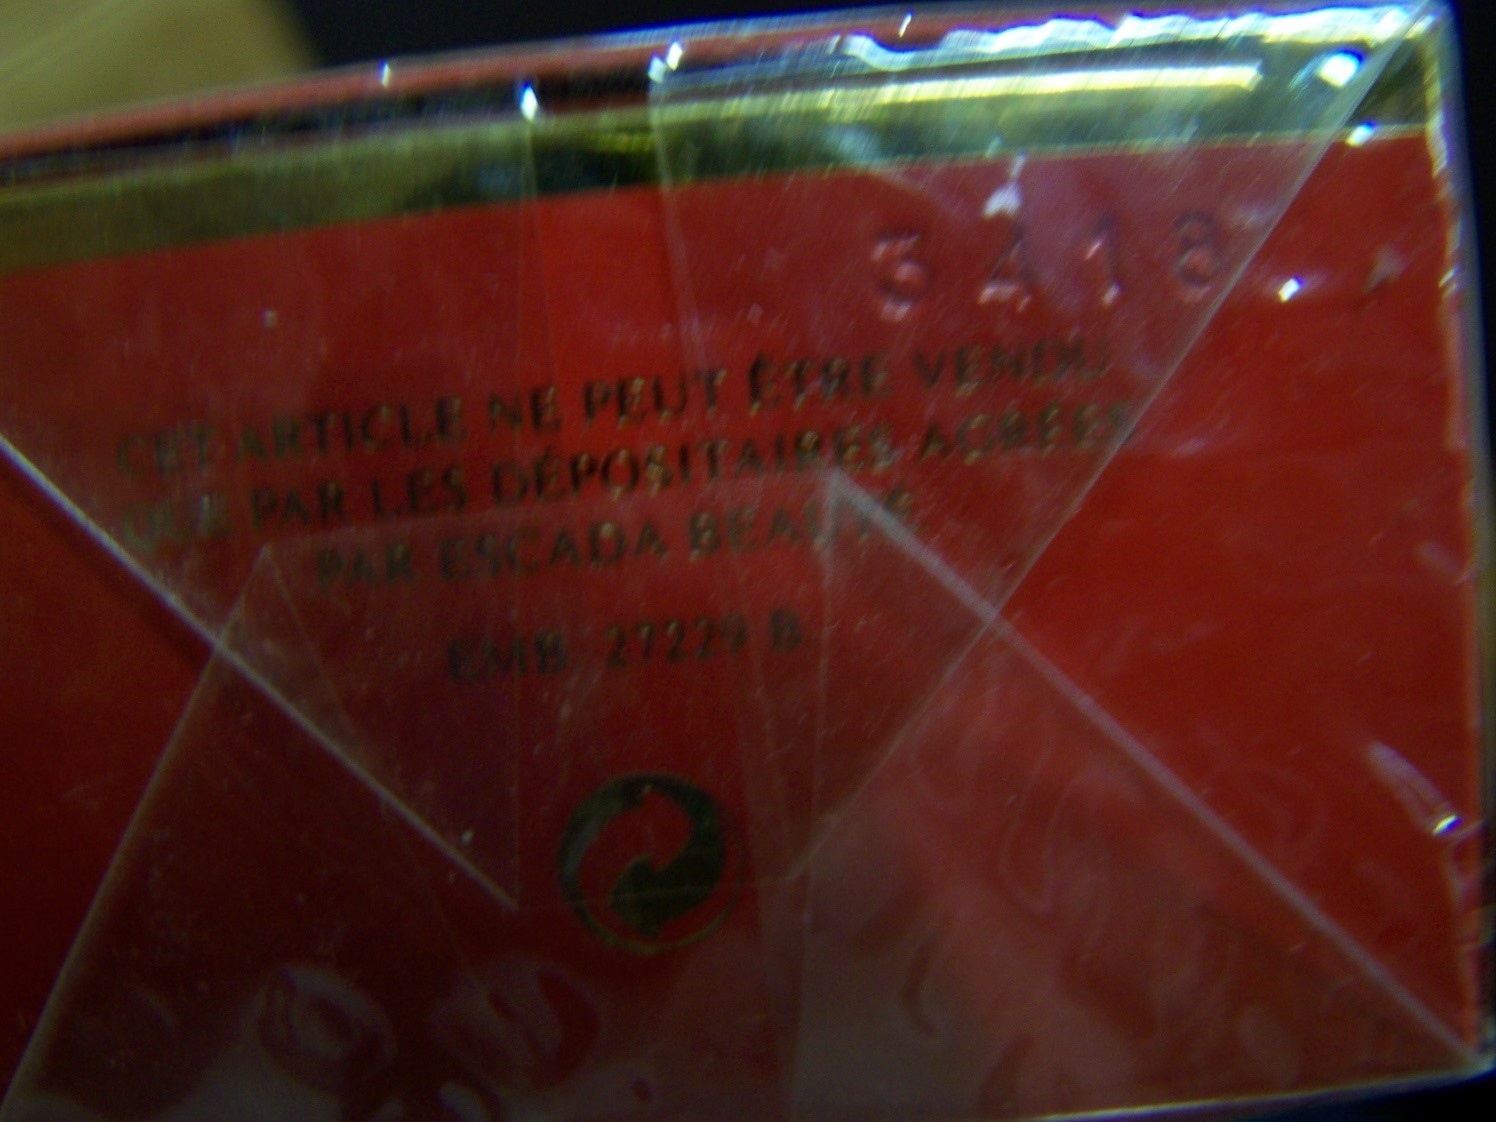 3418
CET ARTICLE NE PEUT ÊTRE VENDU
QUE PAR LES DÉPOSITAIRES AGRÉÉS
PAR ESCADA BEAUTÉ
EMB. 27229 B